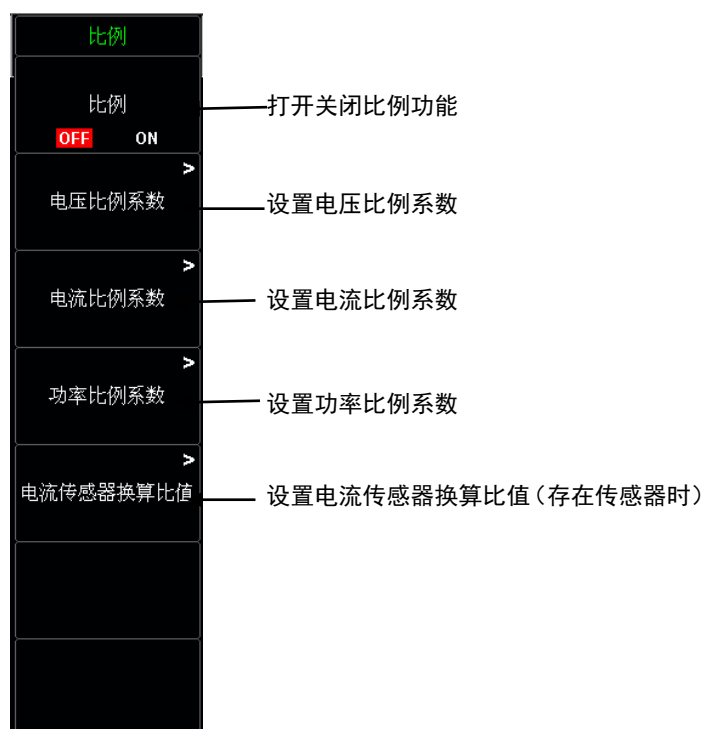 比例
比例
打开关闭比例功能
OFF ON
>
电压比例系数
设置电压比例系数
>
电流比例系数
设置电流比例系数
>
功率比例系数
设置功率比例系数
>
电流传感器换算比值
设置电流传感器换算比值（存在传感器时）